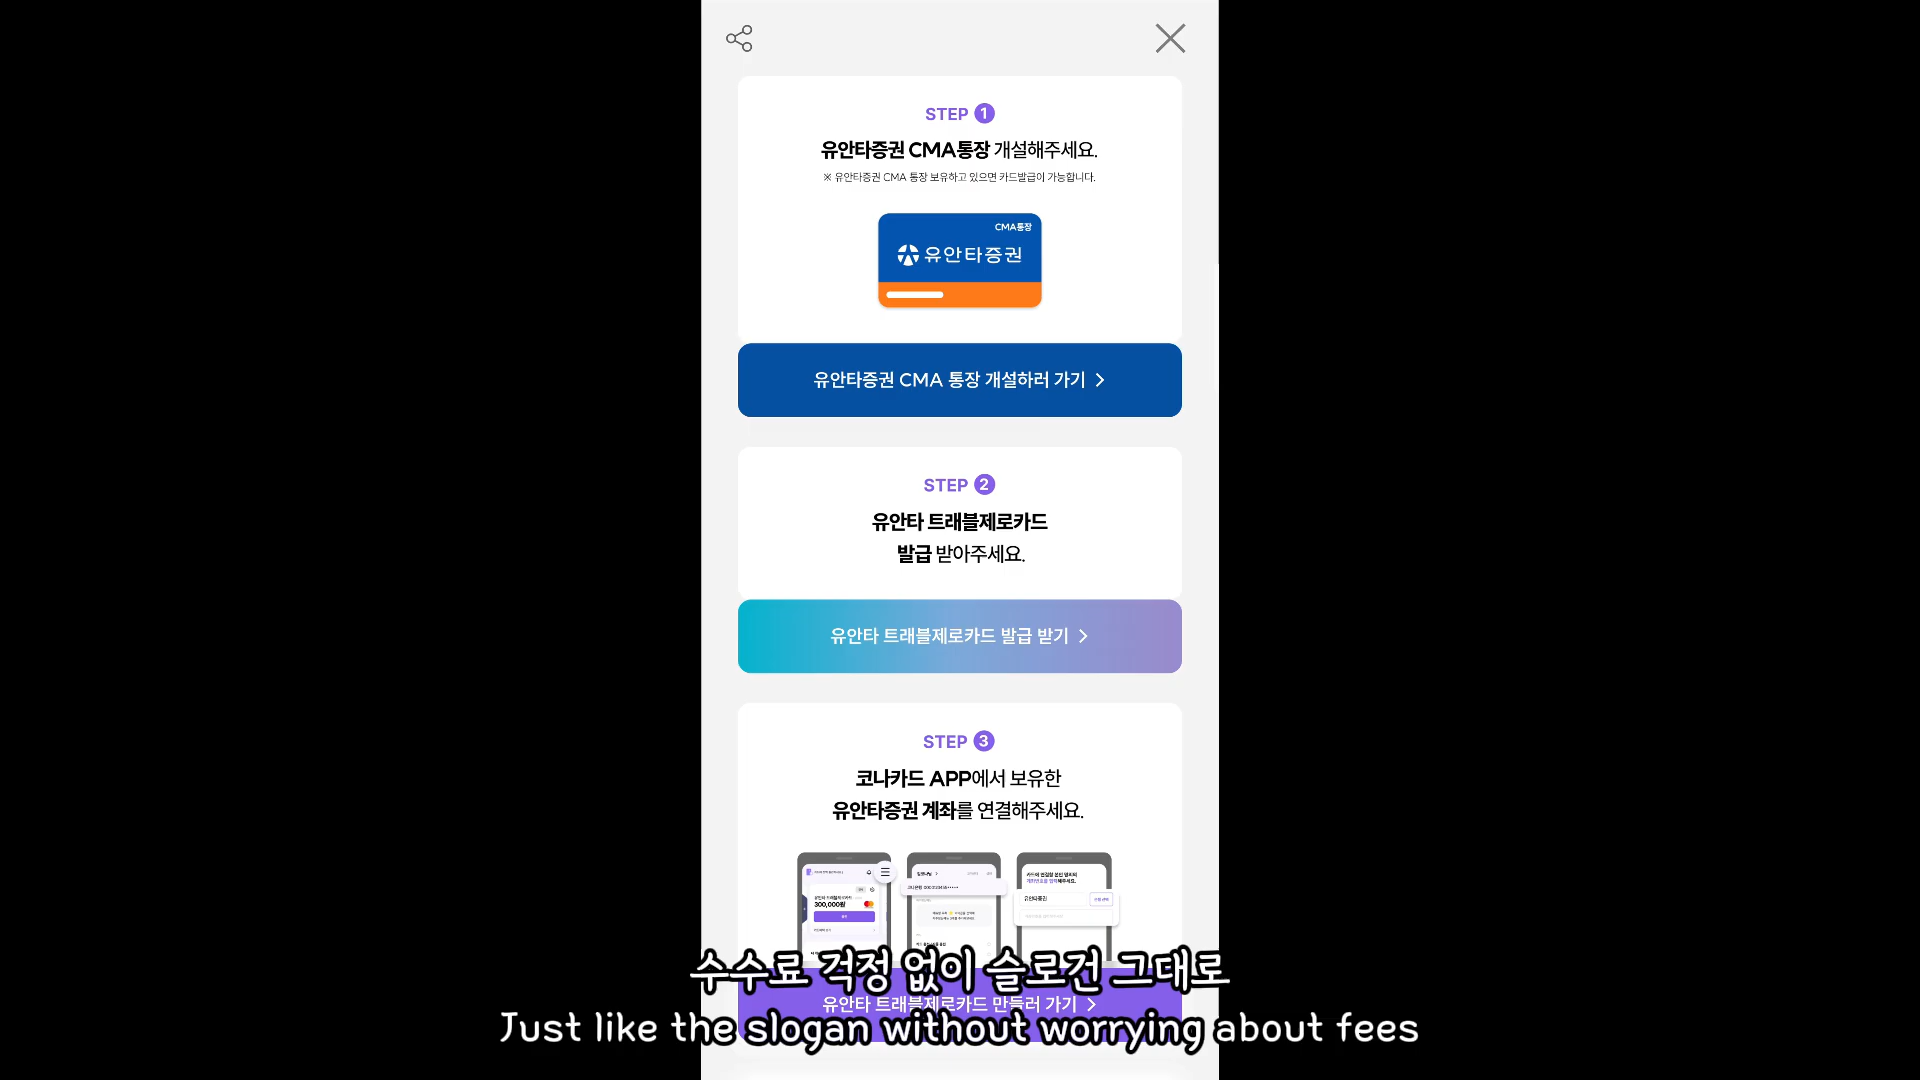 STEP 1
유안타증권 CMA통장 개설해주세요.
※ 유안타증권 CMA 통장 보유하고 있으면 카드발급이 가능합니다.
CMA통장
유안타증권
유안타증권 CMA 통장 개설하러 가기 >
STEP 2
유안타 트래블제로카드
발급 받아주세요.
유안타 트래블제로카드 발급 받기 >
STEP 3
코나카드 APP에서 보유한
유안타증권 계좌를 연결해주세요.
300,000원
유안타증권
수수료 걱정 없이 슬로건 그대로
유안타 트래블제로카드 만들러 가기 >
Just like the slogan without worrying about fees